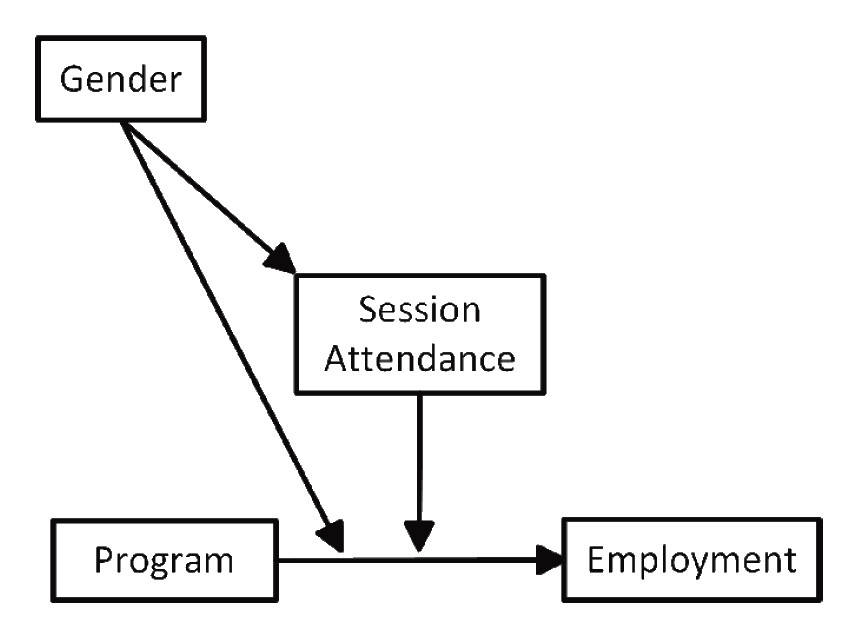 Gender
Session
Attendance
Program
Employment